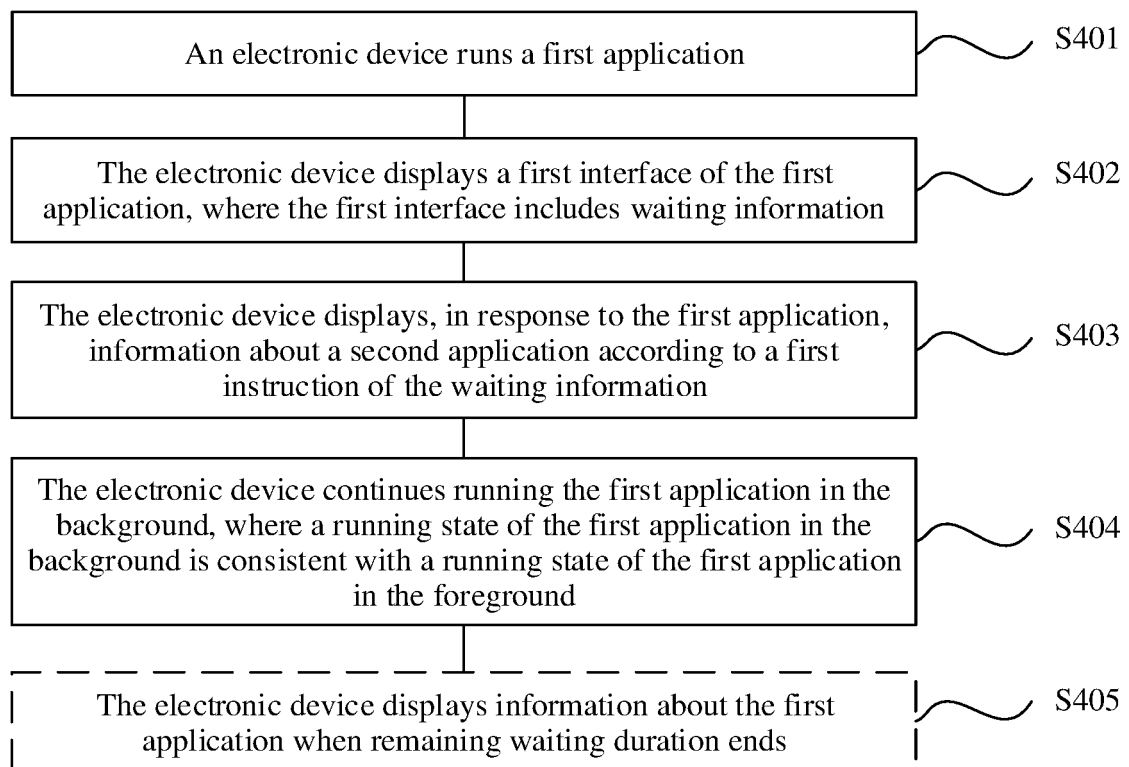 An electronic device runs a first application
S401
The electronic device displays a first interface of the first
application, where the first interface includes waiting information
S402
The electronic device displays, in response to the first application,
information about a second application according to a first
instruction of the waiting information
S403
The electronic device continues running the first application in the
background, where a running state of the first application in the
background is consistent with a running state of the first application
in the foreground
S404
The electronic device displays information about the first
application when remaining waiting duration ends
S405